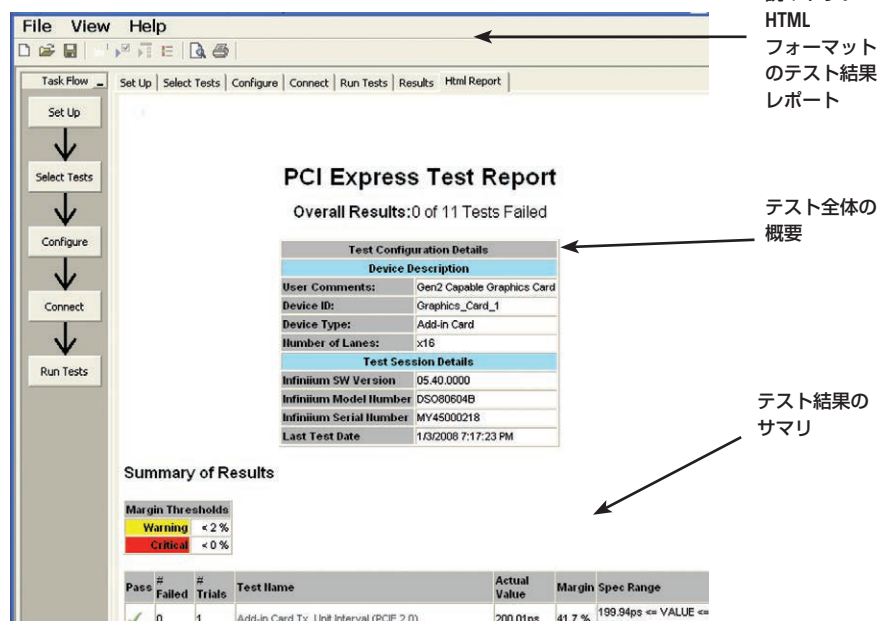 File View Help
Task Flow
Set Up
Select Tests
Configure
Connect
Run Tests
Set Up Select Tests Configure Connect Run Tests Results Html Report
PCI Express Test Report
Overall Results:0 of 11 Tests Failed
Test Configuration Details
Device Description
User Comments: Gen2 Capable Graphics Card
Device ID: Graphics_Card_1
Device Type: Add-in Card
Number of Lanes: x16
Test Session Details
Infiniium SW Version 05.40.0000
Infiniium Model Number DSO80604B
Infiniium Serial Number MY45000218
Last Test Date 1/3/2008 7:17:23 PM
Summary of Results
Margin Thresholds
Warning < 2 %
Critical < 0 %
Pass # Failed # Trials Test Name Actual Value Margin Spec Range
0 1 Add-in Card Tx, Unit Interval (PCIE 2.0) 200.01ps 41.7 % 199.94ps <= VALUE <=
HTML
フォーマット
のテスト結果
レポート
テスト全体の
概要
テスト結果の
サマリ